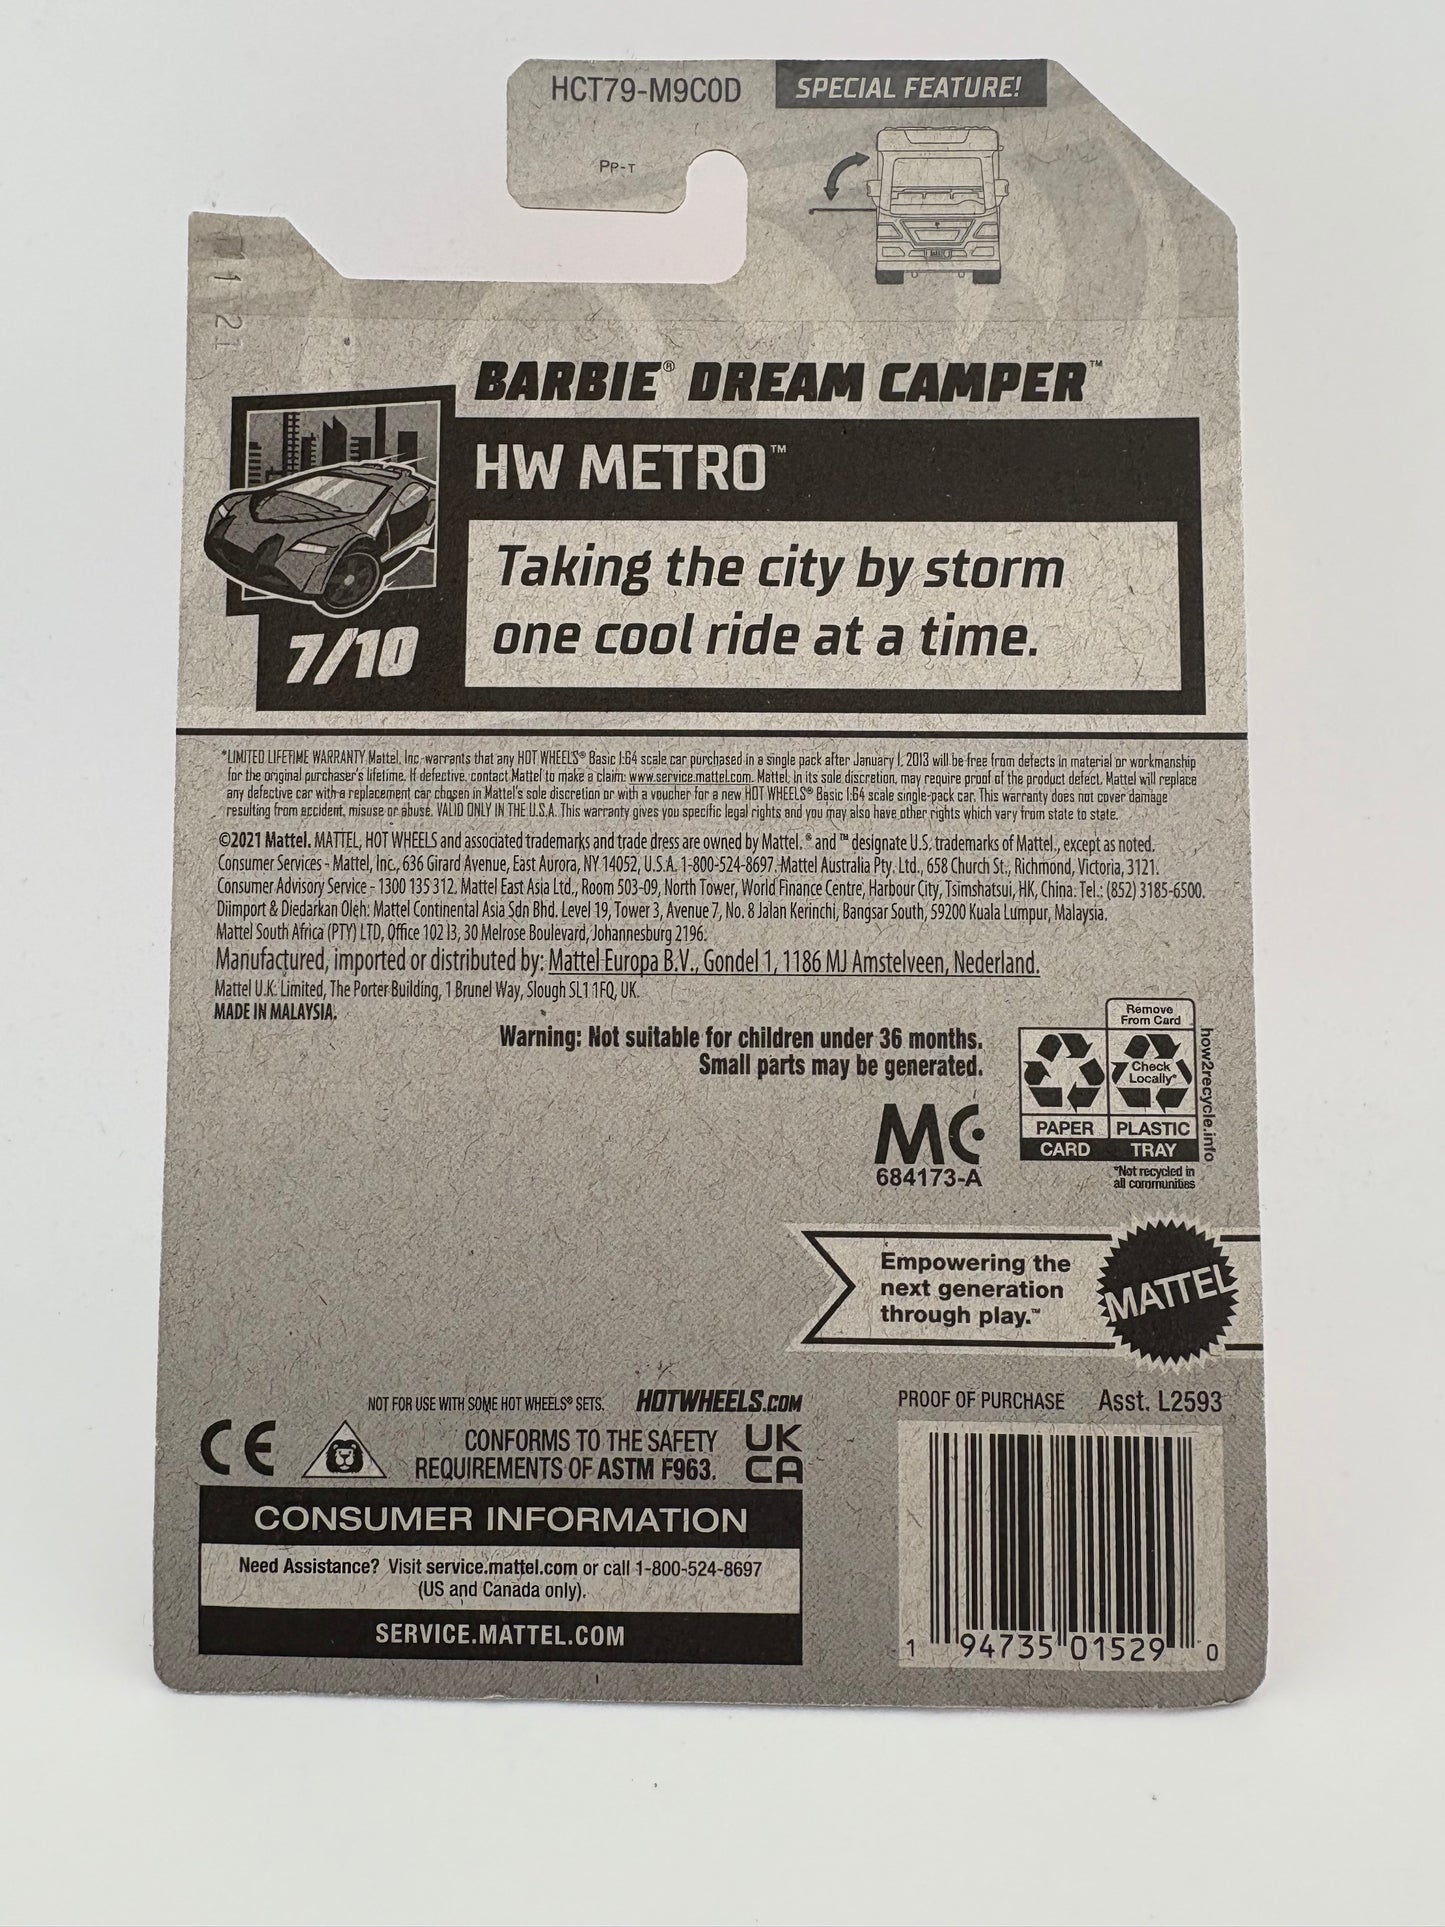 HCT79-M9C0D
SPECIAL FEATURE!
PP-T
BARBIE
1 21
BARBIE® DREAM CAMPER™
HW METRO™
Taking the city by storm
one cool ride at a time.
7/10
*LIMITED LIFETIME WARRANTY Mattel, Inc. warrants that any HOT WHEELS® Basic 1:64 scale car purchased in a single pack after January 1, 2013 will be free from defects in material or workmanship
for the original purchaser's lifetime. If defective, contact Mattel to make a claim: www.service.mattel.com. Mattel, in its sole discretion, may require proof of the product defect. Mattel will replace
any defective car with a replacement car chosen in Mattel's sole discretion or with a voucher for a new HOT WHEELS® Basic 1:64 scale single-pack car. This warranty does not cover damage
resulting from accident, misuse or abuse. VALID ONLY IN THE U.S.A. This warranty gives you specific legal rights and you may also have other rights which vary from state to state.
©2021 Mattel. MATTEL, HOT WHEELS and associated trademarks and trade dress are owned by Mattel. ® and ™ designate U.S. trademarks of Mattel, except as noted.
Consumer Services - Mattel, Inc., 636 Girard Avenue, East Aurora, NY 14052, U.S.A. 1-800-524-8697. Mattel Australia Pty. Ltd., 658 Church St., Richmond, Victoria, 3121.
Consumer Advisory Service - 1300 135 312. Mattel East Asia Ltd., Room 503-09, North Tower, World Finance Centre, Harbour City, Tsimshatsui, HK, China. Tel.: (852) 3185-6500.
Diimport & Diedarkan Oleh: Mattel Continental Asia Sdn Bhd. Level 19, Tower 3, Avenue 7, No. 8 Jalan Kerinchi, Bangsar South, 59200 Kuala Lumpur, Malaysia.
Mattel South Africa (PTY) LTD, Office 102 I3, 30 Melrose Boulevard, Johannesburg 2196.
Manufactured, imported or distributed by: Mattel Europa B.V., Gondel 1, 1186 MJ Amstelveen, Nederland.
Mattel U.K. Limited, The Porter Building, 1 Brunel Way, Slough SL1 1FQ, UK.
MADE IN MALAYSIA.
Warning: Not suitable for children under 36 months.
Small parts may be generated.
MC
684173-A
Remove
From Card
Check
Locally*
PAPER
CARD
PLASTIC
TRAY
how2recycle.info
*Not recycled in
all communities
Empowering the
next generation
through play.™
MATTEL
NOT FOR USE WITH SOME HOT WHEELS® SETS.
HOTWHEELS.COM
CE
CONFORMS TO THE SAFETY
REQUIREMENTS OF ASTM F963.
UK
CA
CONSUMER INFORMATION
Need Assistance? Visit service.mattel.com or call 1-800-524-8697
(US and Canada only).
SERVICE.MATTEL.COM
PROOF OF PURCHASE
Asst. L2593
1 94735 01529 0